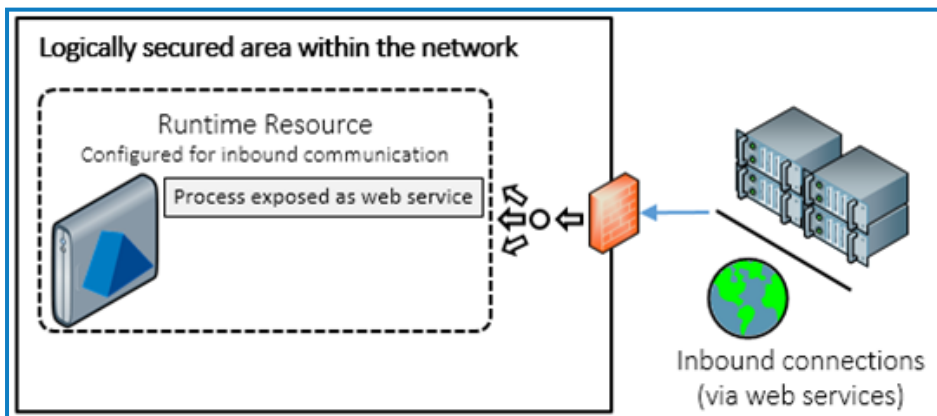 Logically secured area within the network
Runtime Resource
Configured for inbound communication
Process exposed as web service
Inbound connections
(via web services)